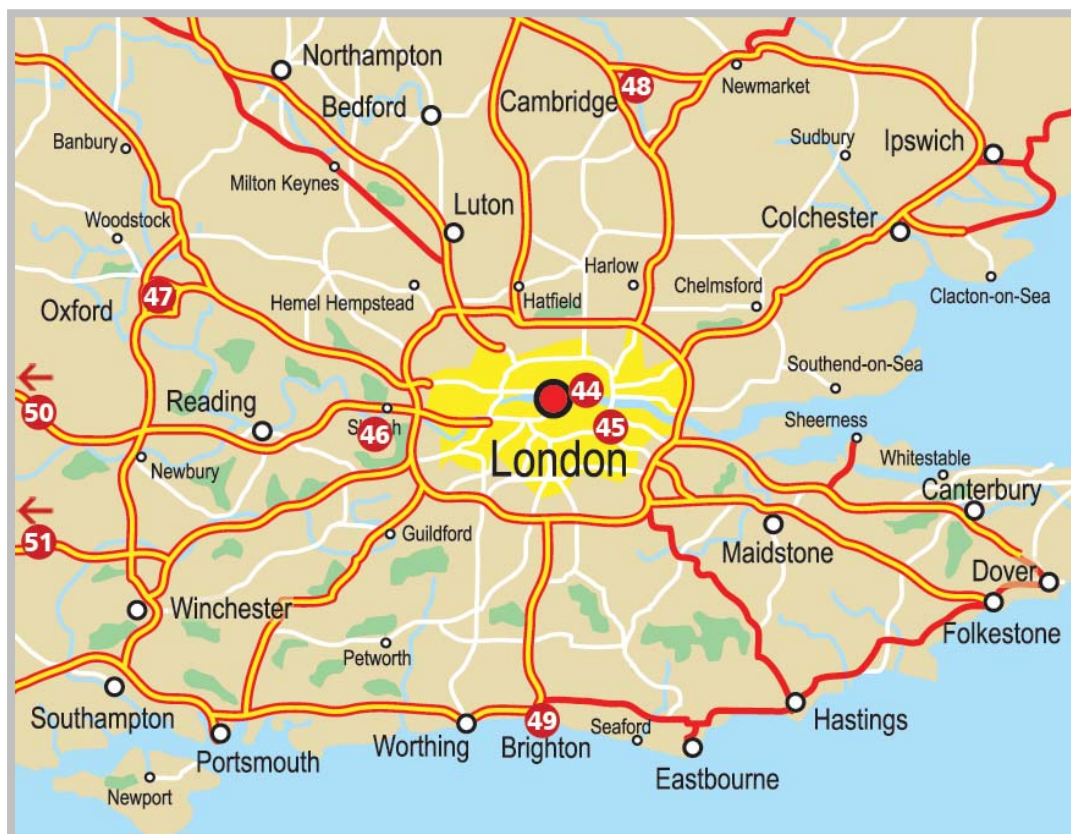 Northampton
48
Newmarket
Cambridge
Bedford
Banbury
Sudbury
Ipswich
Milton Keynes
Woodstock
Luton
Colchester
Harlow
Chelmsford
Clacton-on-Sea
47
Hemel Hempstead
Hatfield
Oxford
Southend-on-Sea
44
50
Reading
Sheerness
45
46
London
Newbury
Whitestable
Canterbury
51
Guildford
Maidstone
Dover
Winchester
Folkestone
Petworth
Southampton
49
Seaford
Hastings
Portsmouth
Worthing
Brighton
Eastbourne
Newport